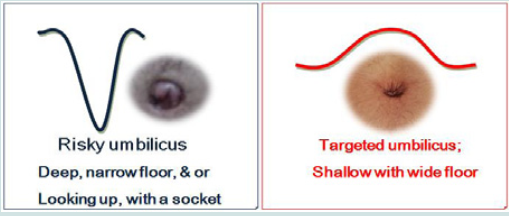 Risky umbilicus
Deep, narrow floor, & or
Looking up, with a socket
Targeted umbilicus;
Shallow with wide floor